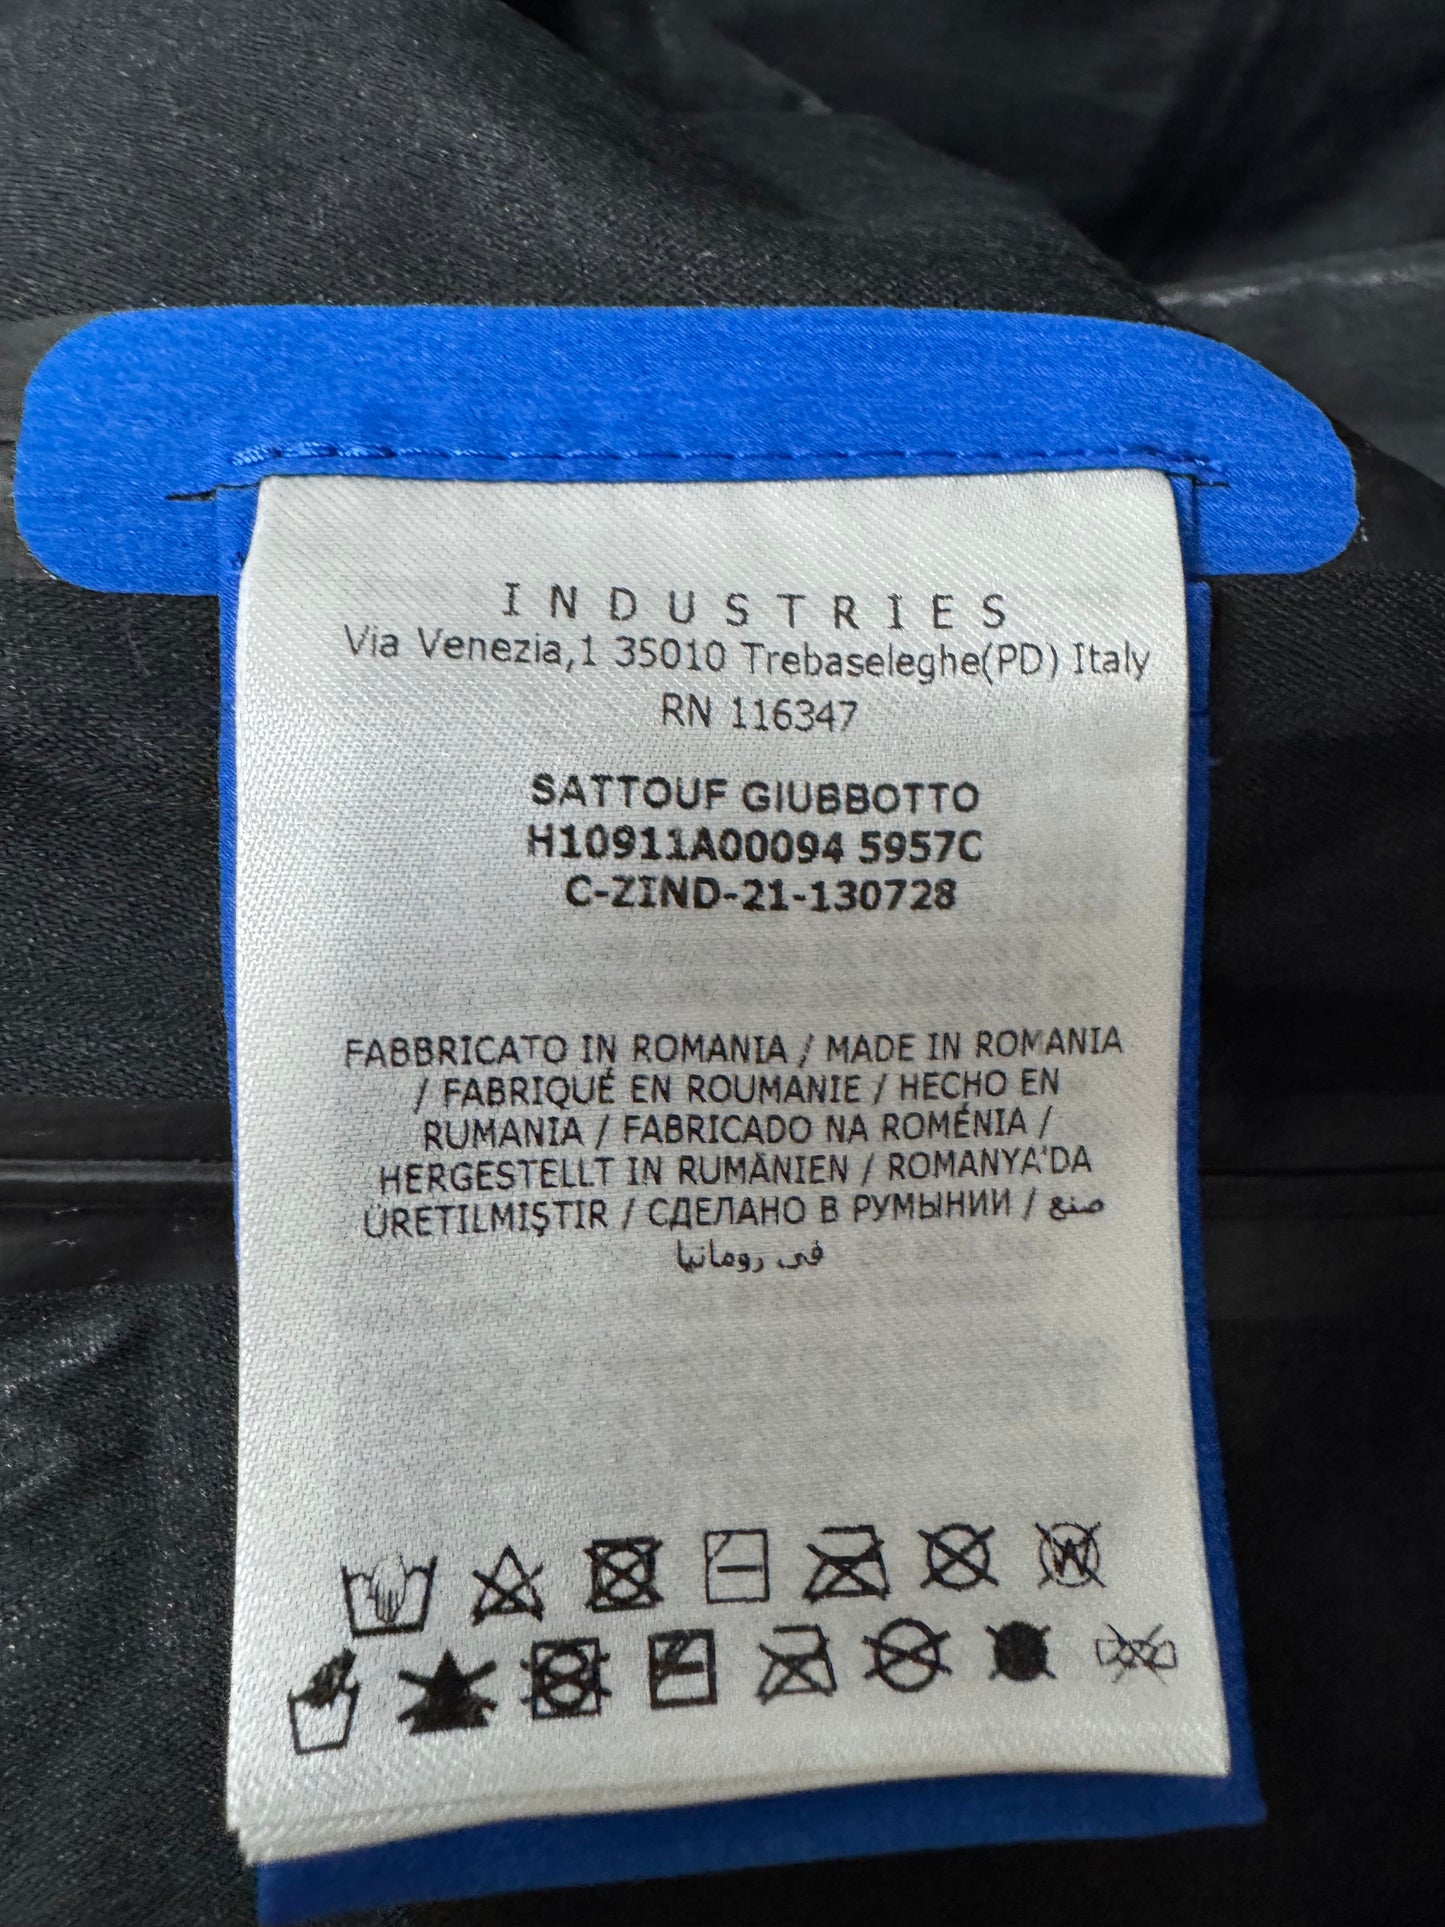 INDUSTRIES
Via Venezia,1 35010 Trebaseleghe(PD) Italy
RN 116347
SATTOUF GIUBBOTTO
H10911A00094 5957C
C-ZIND-21-130728
FABBRICATO IN ROMANIA / MADE IN ROMANIA
/ FABRIQUÉ EN ROUMANIE / HECHO EN
RUMANIA / FABRICADO NA ROMÉNIA /
HERGESTELLT IN RUMÄNIEN / ROMANYA'DA
ÜRETILMIŞTIR / СДЕЛАНО В РУМЫНИИ / صنع
في رومانيا